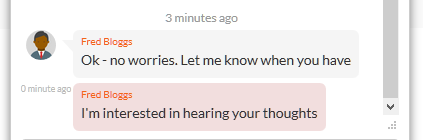 3 minutes ago
Fred Bloggs
Ok - no worries. Let me know when you have
0 minute ago
Fred Bloggs
I'm interested in hearing your thoughts